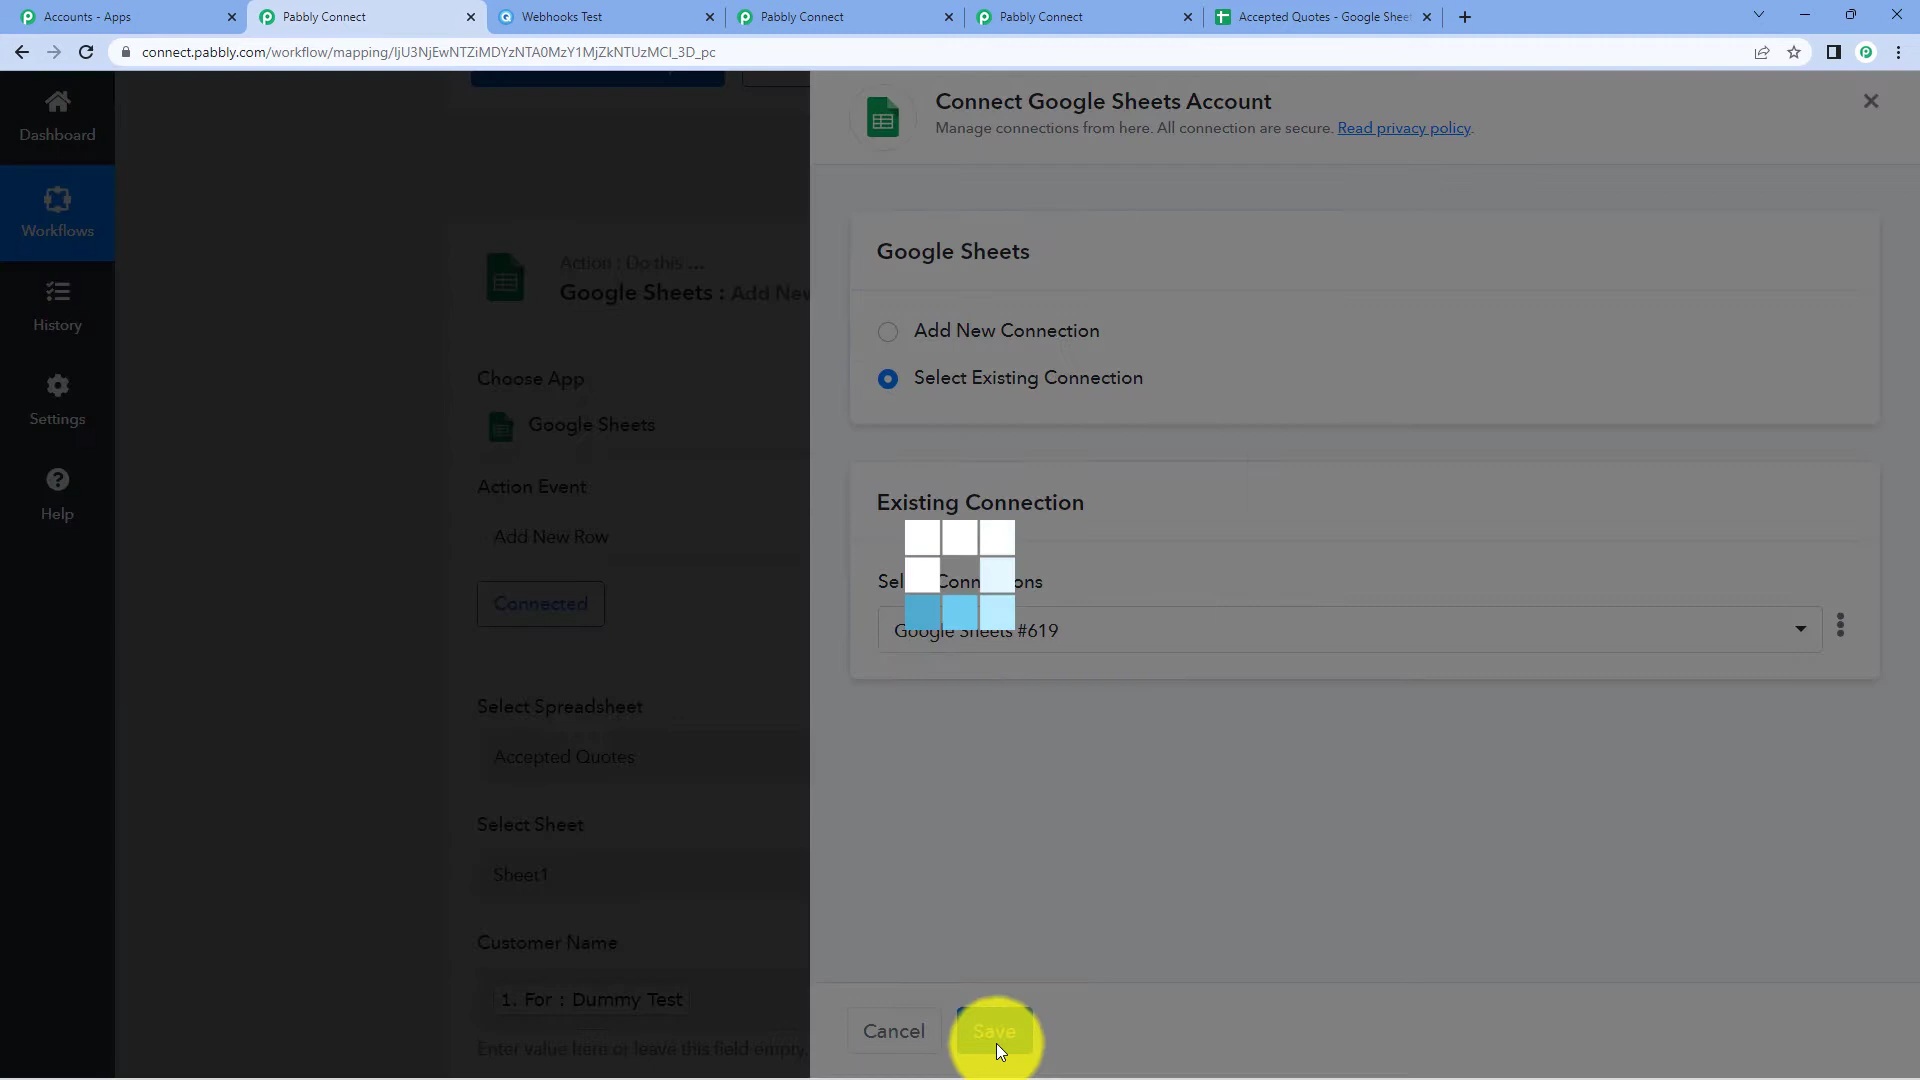 Accounts - Apps
Pabbly Connect
Webhooks Test
Pabbly Connect
Pabbly Connect
Accepted Quotes - Google Sheet
connect.pabbly.com/workflow/mapping/IjU3NjEwNTZiMDYzNTA0MzY1MjZkNTUzMCI_3D_pc
Dashboard
Workflows
History
Settings
Help
Action : Do this ...
Google Sheets : Add New
Choose App
Google Sheets
Action Event
Add New Row
Connected
Select Spreadsheet
Accepted Quotes
Select Sheet
Sheet1
Customer Name
1. For : Dummy Test
Enter value here or leave this field empty.
Connect Google Sheets Account
Manage connections from here. All connection are secure. Read privacy policy.
Google Sheets
Add New Connection
Select Existing Connection
Existing Connection
Google Sheets #619
Cancel
Save